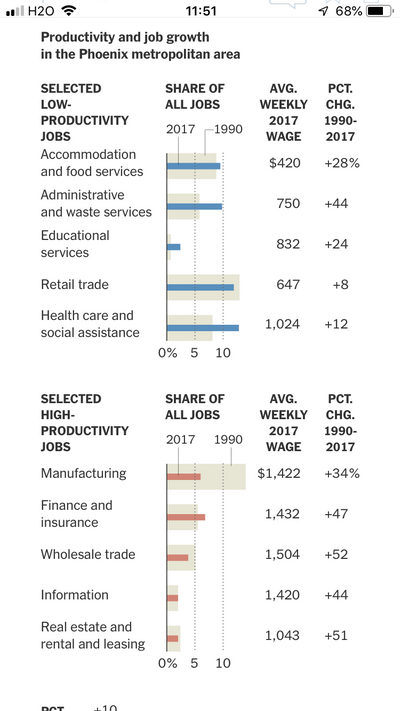 H2O 11:51 68%
Productivity and job growth
in the Phoenix metropolitan area
SELECTED SHARE OF AVG. PCT.
LOW- ALL JOBS WEEKLY CHG.
PRODUCTIVITY 2017 1990-
JOBS 2017 1990 WAGE 2017
Accommodation
and food services $420 +28%
Administrative
and waste services 750 +44
Educational
services 832 +24
Retail trade 647 +8
Health care and
social assistance 1,024 +12
0% 5 10
SELECTED SHARE OF AVG. PCT.
HIGH- ALL JOBS WEEKLY CHG.
PRODUCTIVITY 2017 1990-
JOBS 2017 1990 WAGE 2017
Manufacturing $1,422 +34%
Finance and
insurance 1,432 +47
Wholesale trade 1,504 +52
Information 1,420 +44
Real estate and
rental and leasing 1,043 +51
0% 5 10
PCT. +10